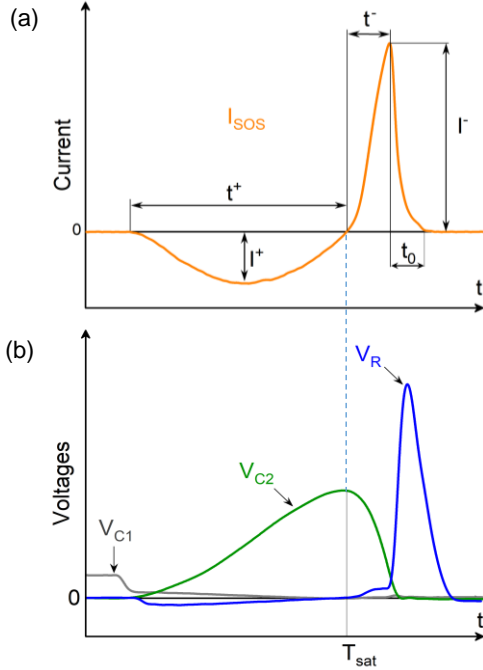 (a)
t⁻
I_SOS
I⁻
Current
t⁺
0
I⁺
t₀
t
(b)
V_R
V_C2
Voltages
V_C1
0
t
T_sat